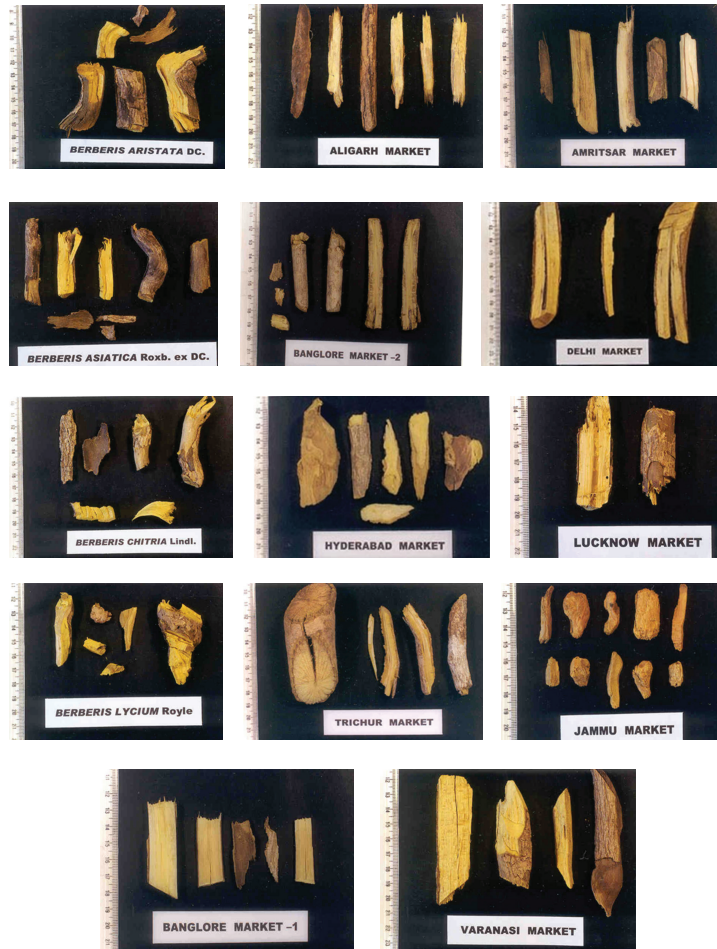 BERBERIS ARISTATA DC.
ALIGARH MARKET
AMRITSAR MARKET
BERBERIS ASIATICA Roxb. ex DC.
BANGLORE MARKET –2
DELHI MARKET
BERBERIS CHITRIA Lindl.
HYDERABAD MARKET
LUCKNOW MARKET
BERBERIS LYCIUM Royle
TRICHUR MARKET
JAMMU MARKET
BANGLORE MARKET –1
VARANASI MARKET